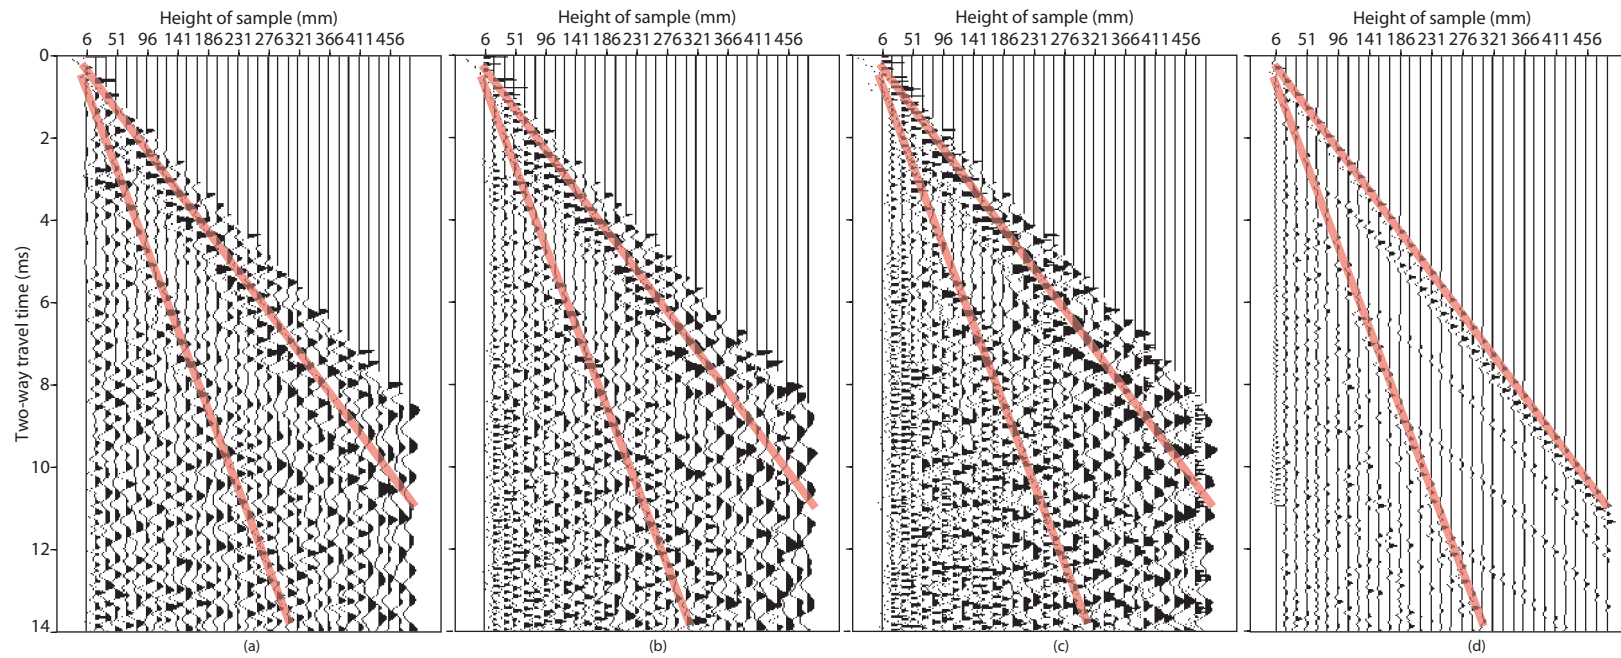 Height of sample (mm) Height of sample (mm) Height of sample (mm) Height of sample (mm)
6 51 96 141 186 231 276 321 366 411 456 6 51 96 141 186 231 276 321 366 411 456 6 51 96 141 186 231 276 321 366 411 456 6 51 96 141 186 231 276 321 366 411 456
0
2
4
6
8
10
12
14
Two-way travel time (ms)
(a) (b) (c) (d)